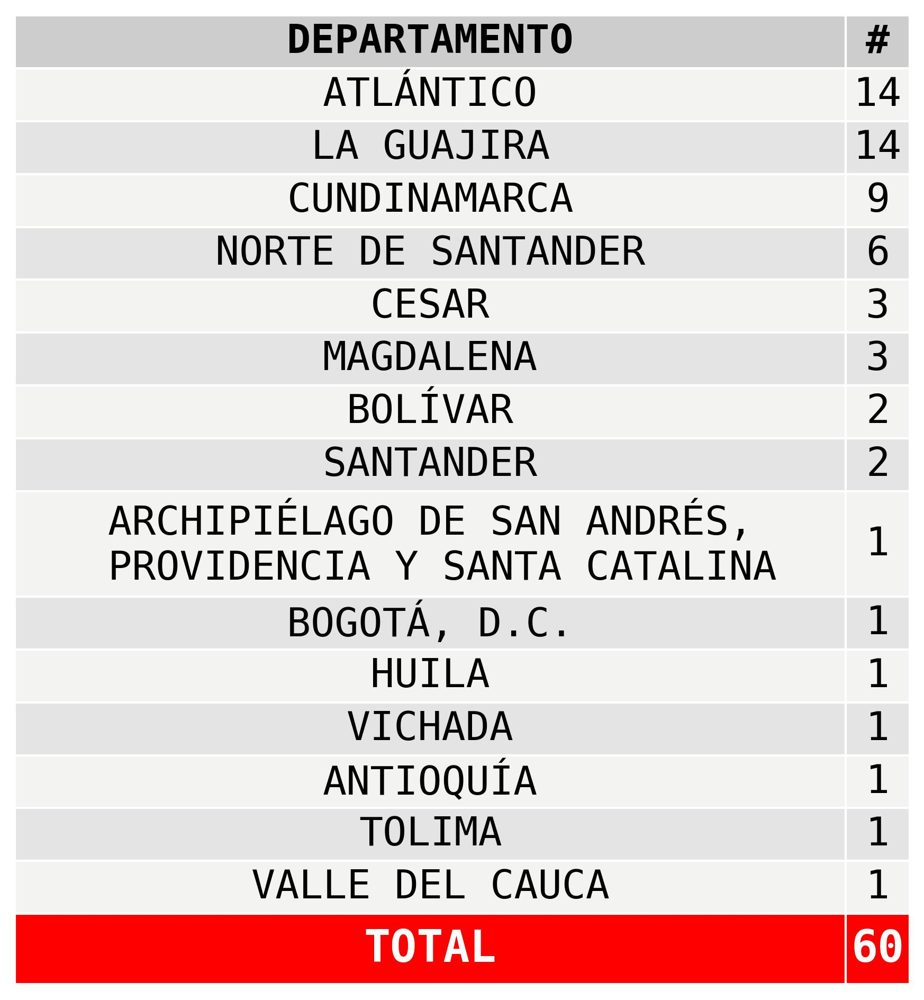 DEPARTAMENTO #
ATLÁNTICO 14
LA GUAJIRA 14
CUNDINAMARCA 9
NORTE DE SANTANDER 6
CESAR 3
MAGDALENA 3
BOLÍVAR 2
SANTANDER 2
ARCHIPIÉLAGO DE SAN ANDRÉS,
PROVIDENCIA Y SANTA CATALINA 1
BOGOTÁ, D.C. 1
HUILA 1
VICHADA 1
ANTIOQUÍA 1
TOLIMA 1
VALLE DEL CAUCA 1
TOTAL 60